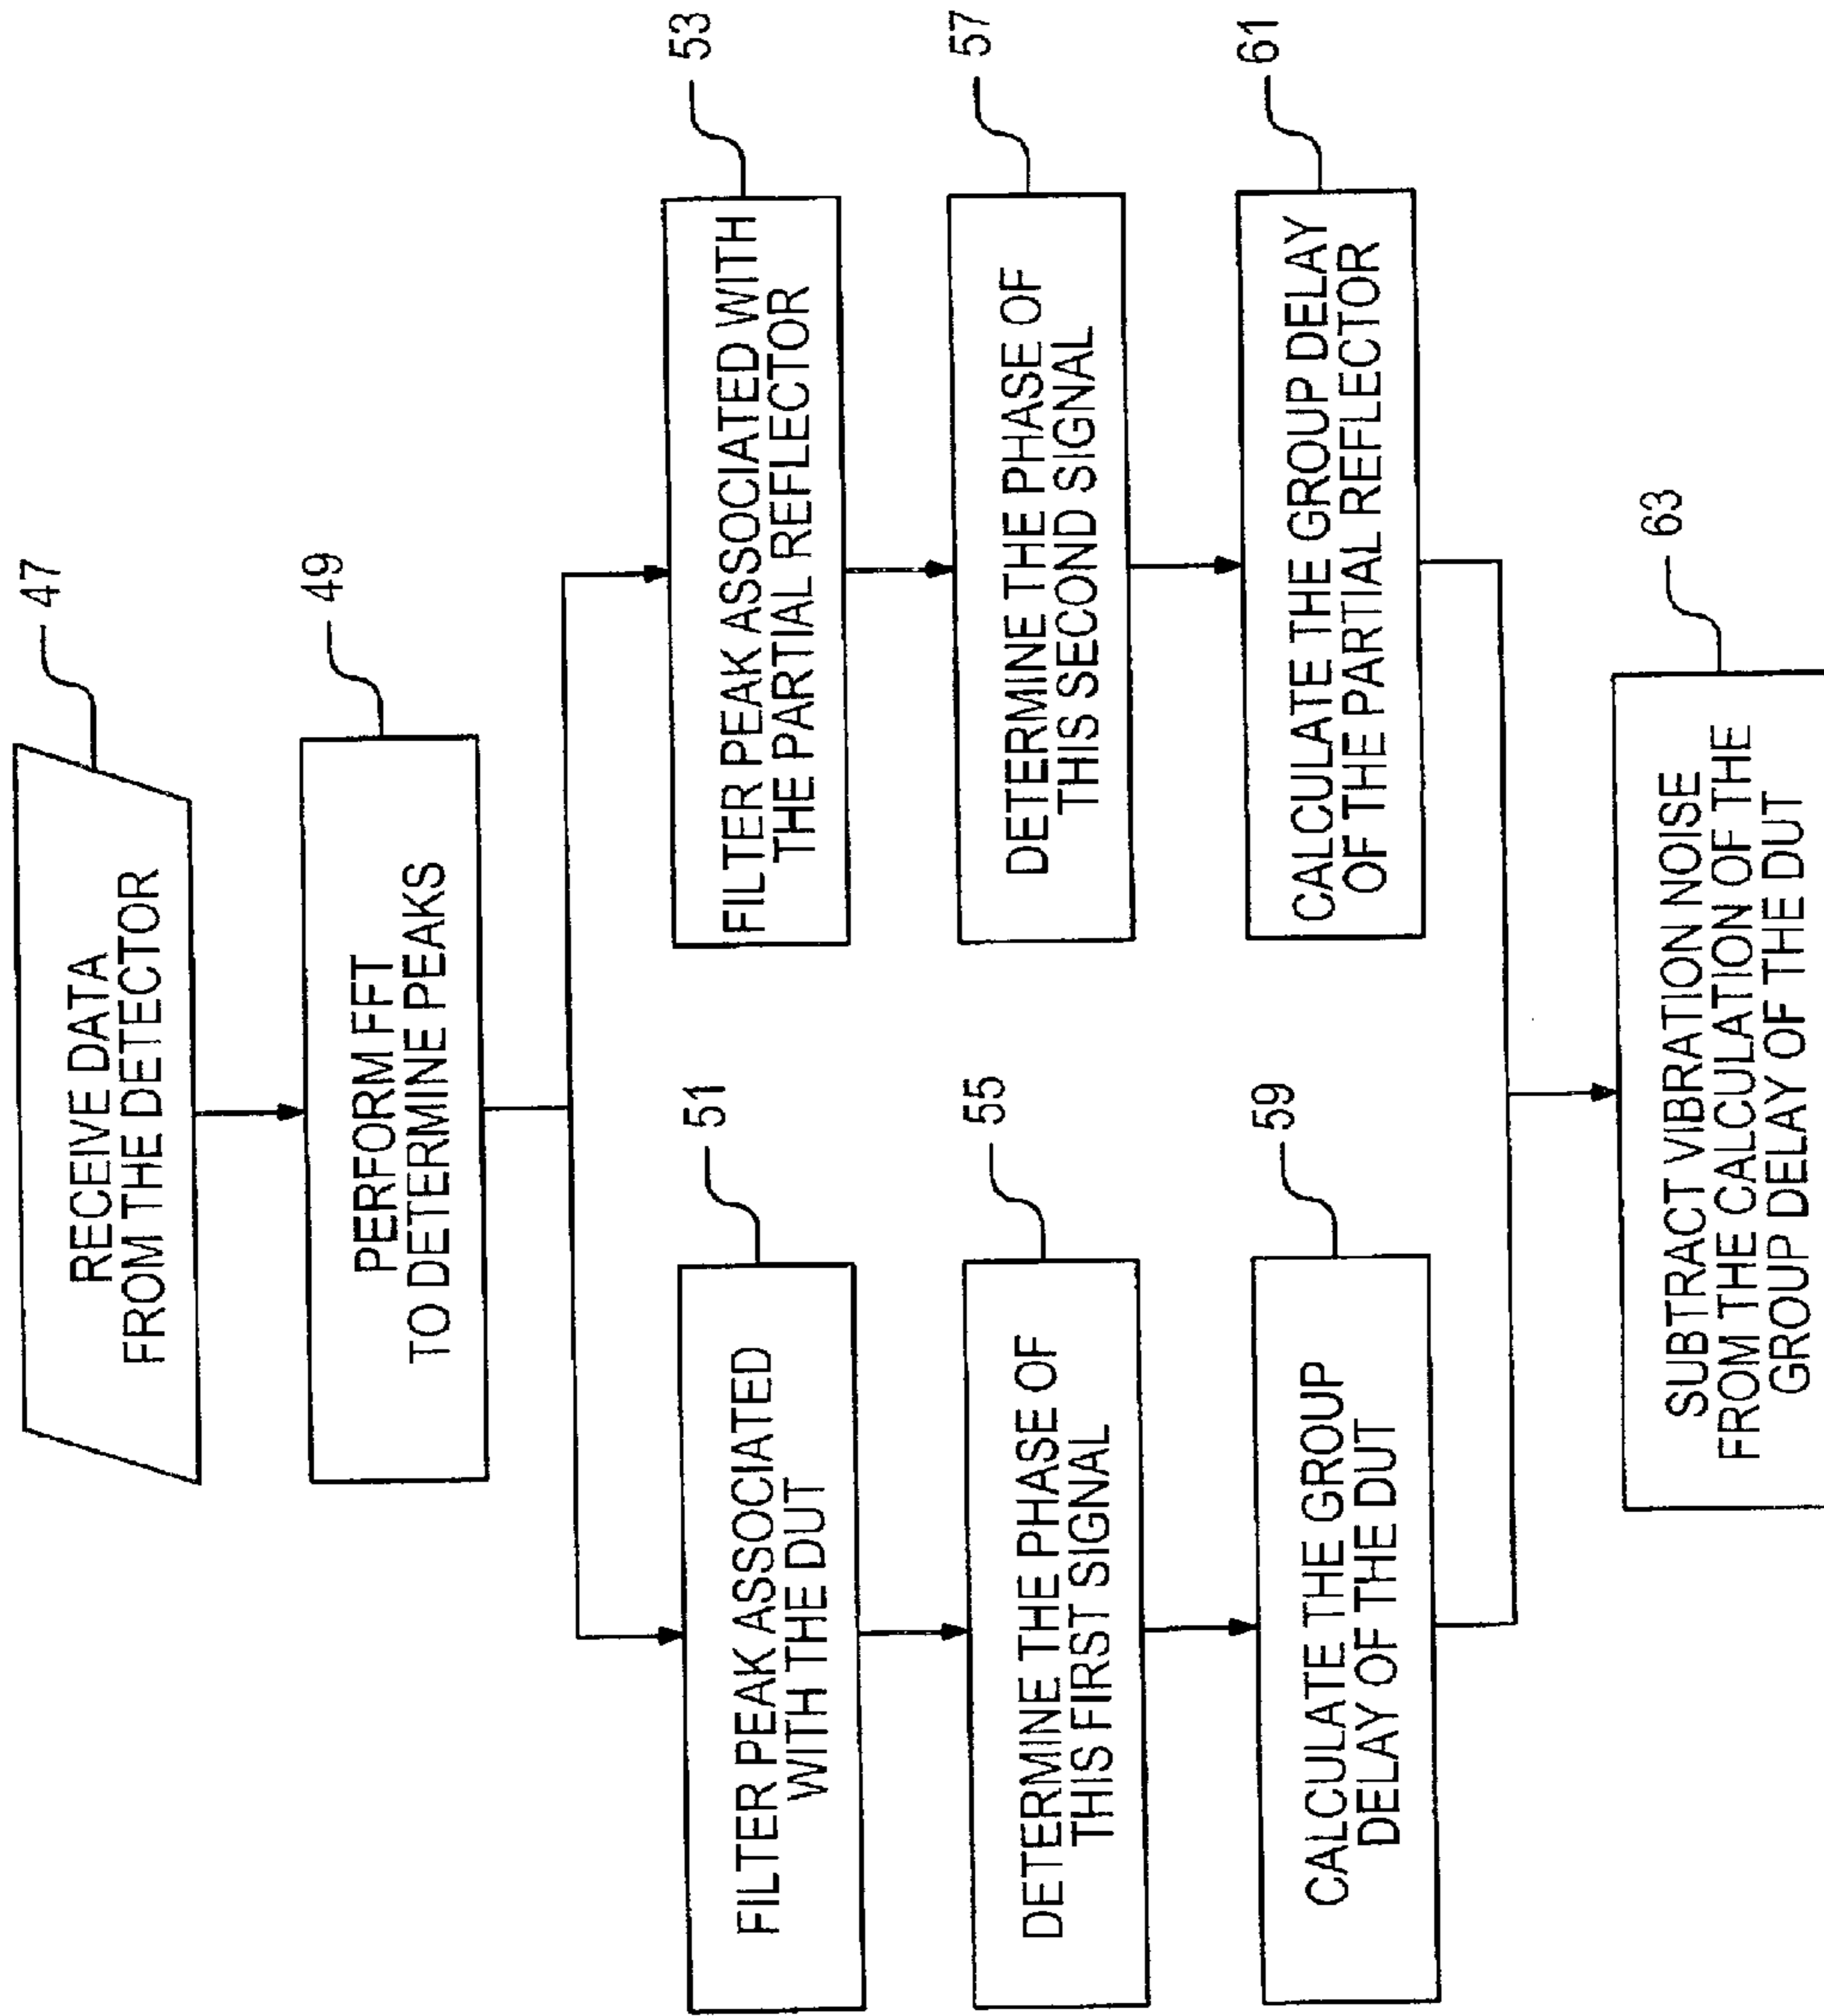 RECEIVE DATA
FROM THE DETECTOR
47
PERFORM FFT
TO DETERMINE PEAKS
49
FILTER PEAK ASSOCIATED
WITH THE DUT
51
FILTER PEAK ASSOCIATED WITH
THE PARTIAL REFLECTOR
53
DETERMINE THE PHASE OF
THIS FIRST SIGNAL
55
DETERMINE THE PHASE OF
THIS SECOND SIGNAL
57
CALCULATE THE GROUP
DELAY OF THE DUT
59
CALCULATE THE GROUP DELAY
OF THE PARTIAL REFLECTOR
61
SUBTRACT VIBRATION NOISE
FROM THE CALCULATION OF THE
GROUP DELAY OF THE DUT
63